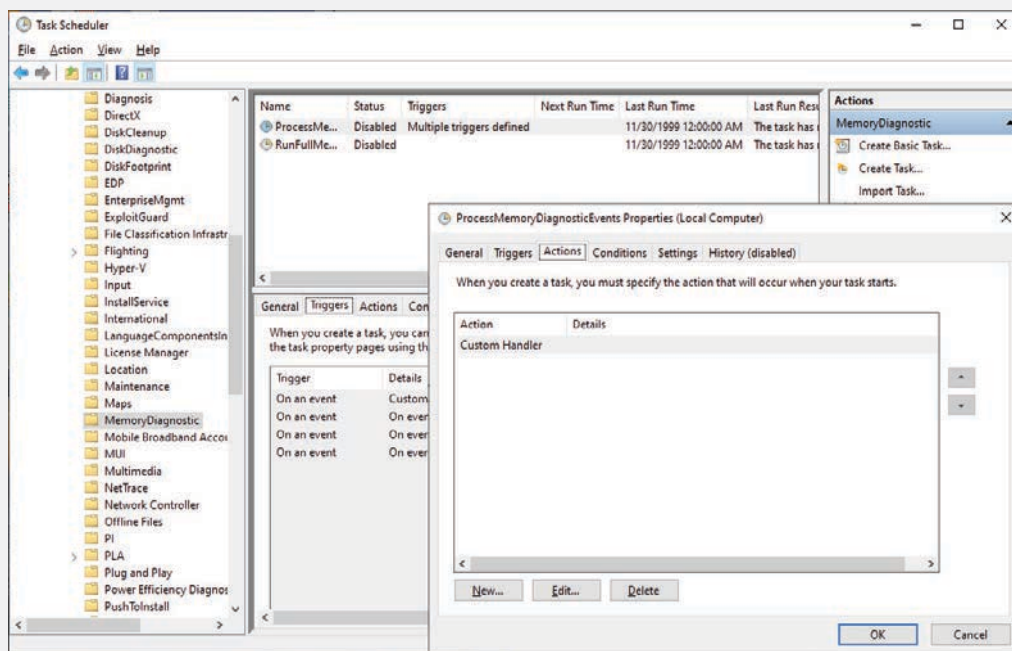 Task Scheduler
File Action View Help
Diagnosis
DirectX
DiskCleanup
DiskDiagnostic
DiskFootprint
EDP
EnterpriseMgmt
ExploitGuard
File Classification Infrastr
Flighting
Hyper-V
Input
InstallService
International
LanguageComponentsIn
License Manager
Location
Maintenance
Maps
MemoryDiagnostic
Mobile Broadband Accou
MUI
Multimedia
NetTrace
Network Controller
Offline Files
PI
PLA
Plug and Play
Power Efficiency Diagnos
PushToInstall
Name Status Triggers Next Run Time Last Run Time Last Run Resu
ProcessMe... Disabled Multiple triggers defined 11/30/1999 12:00:00 AM The task has
RunFullMe... Disabled 11/30/1999 12:00:00 AM The task has
General Triggers Actions Con
When you create a task, you can
the task property pages using th
Trigger Details
On an event Custom
On an event On ever
On an event On ever
On an event On ever
Actions
MemoryDiagnostic
Create Basic Task...
Create Task...
Import Task...
ProcessMemoryDiagnosticEvents Properties (Local Computer)
General Triggers Actions Conditions Settings History (disabled)
When you create a task, you must specify the action that will occur when your task starts.
Action Details
Custom Handler
New... Edit... Delete
OK Cancel